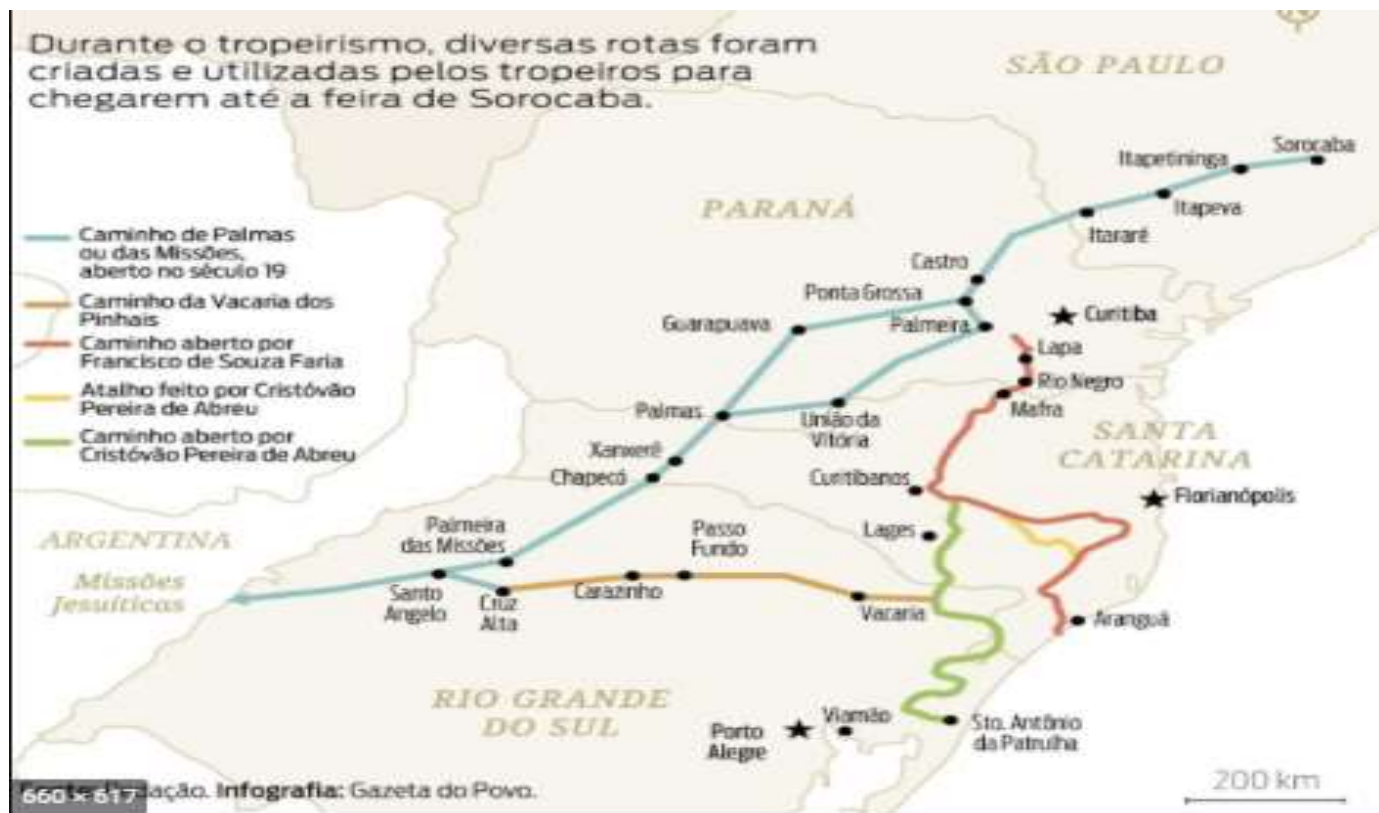 Durante o tropeirismo, diversas rotas foram
criadas e utilizadas pelos tropeiros para
chegarem até a feira de Sorocaba.
N
SÃO PAULO
Sorocaba
Itapetininga
Itapeva
Itararé
PARANÁ
Caminho de Palmas
ou das Missões,
aberto no século 19
Caminho da Vacaria dos
Pinhais
Caminho aberto por
Francisco de Souza Faria
Atalho feito por Cristóvão
Pereira de Abreu
Caminho aberto por
Cristóvão Pereira de Abreu
Castro
Ponta Grossa
Guarapuava
Palmeira
Curitiba
Lapa
Rio Negro
Mafra
Palmas
União da
Vitória
SANTA
CATARINA
Xanxerê
Chapecó
Curitibanos
Florianópolis
Lages
ARGENTINA
Missões
Jesuíticas
Palmeira
das Missões
Passo
Fundo
Santo
Angelo
Cruz
Alta
Carazinho
Vacaria
Aranguá
RIO GRANDE
DO SUL
Porto
Alegre
Viamão
Sto. Antônio
da Patrulha
200 km
Infografia: Gazeta do Povo.
660 × 617